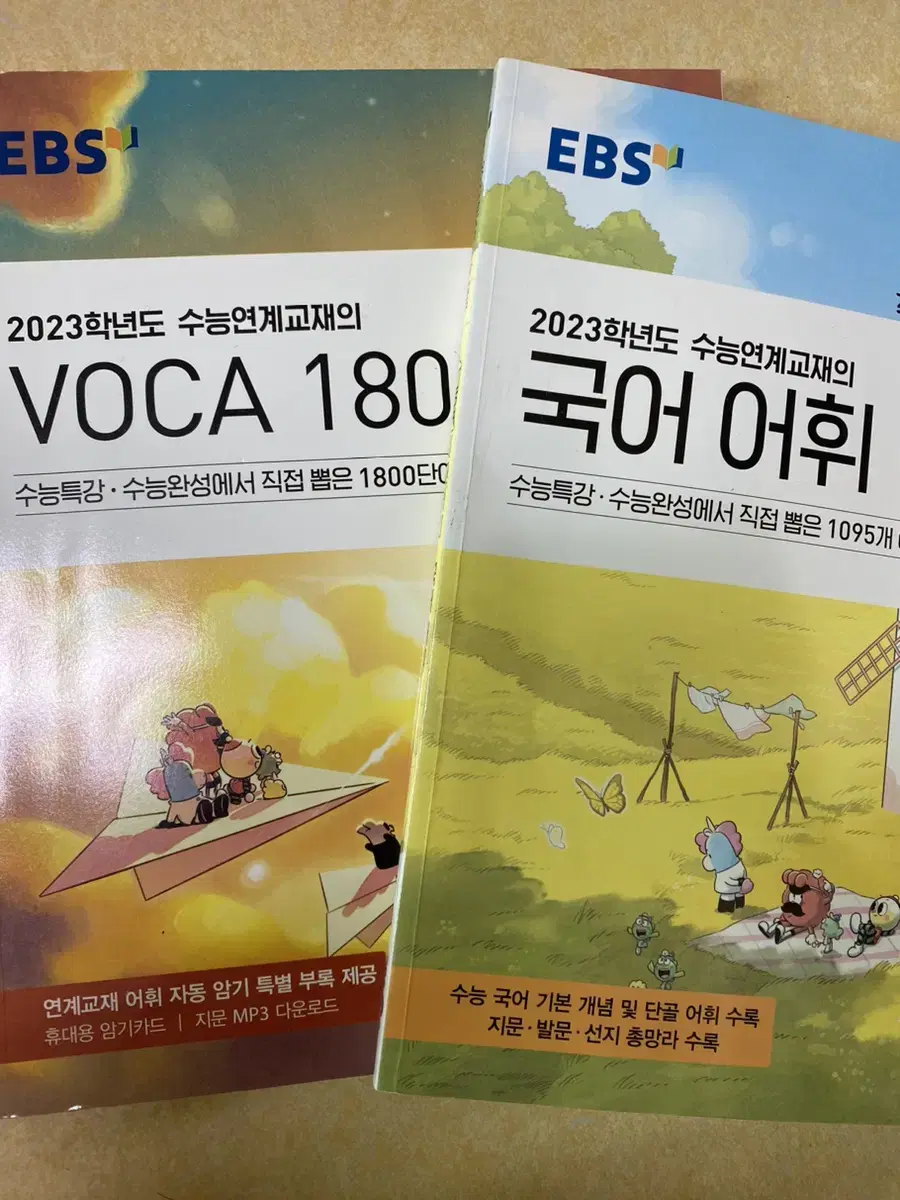 EBS
2023학년도 수능연계교재의
VOCA 180
수능특강·수능완성에서 직접 뽑은 1800단
연계교재 어휘 자동 암기 특별 부록 제공
휴대용 암기카드 | 지문 MP3 다운로드
EBS
2023학년도 수능연계교재의
국어 어휘
수능특강·수능완성에서 직접 뽑은 1095개
수능 국어 기본 개념 및 단골 어휘 수록
지문·발문·선지 총망라 수록